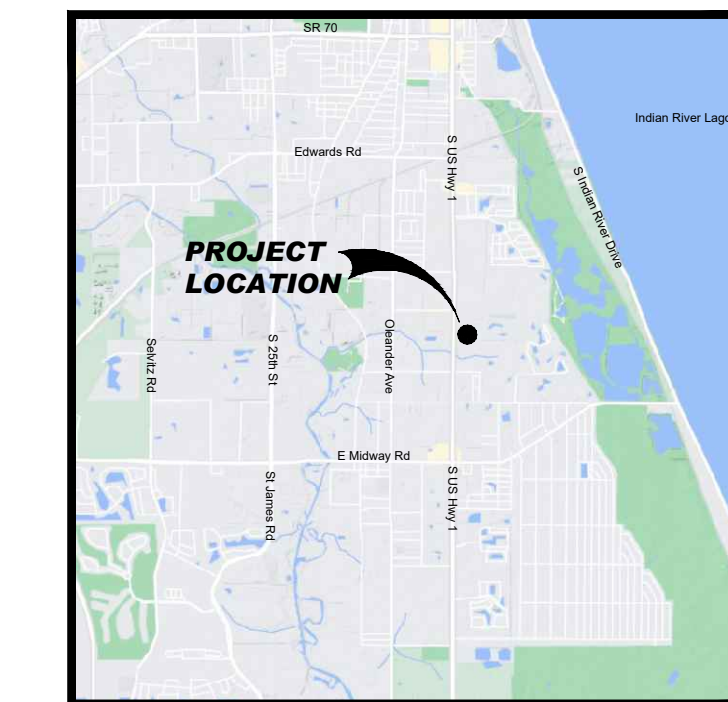 SR 70
Indian River Lago
Edwards Rd
S US Hwy 1
S Indian River Drive
PROJECT
LOCATION
Selvitz Rd
S 25th St
Oleander Ave
E Midway Rd
St James Rd
S US Hwy 1